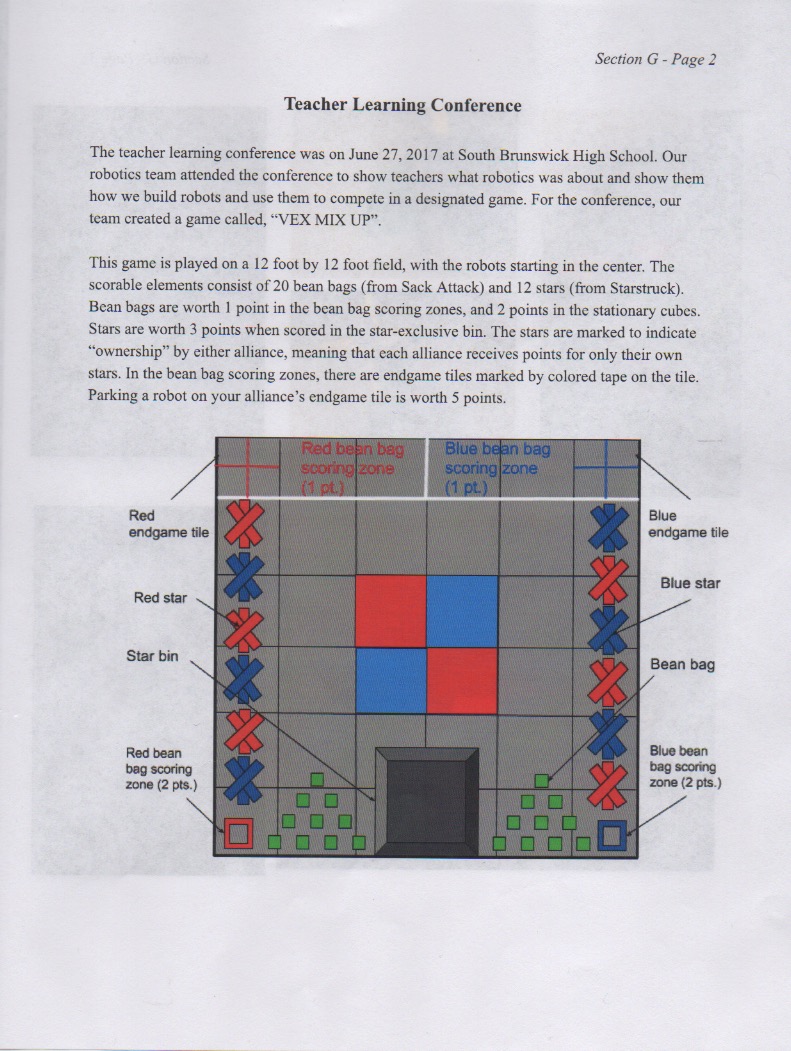 Section G - Page 2
Teacher Learning Conference
The teacher learning conference was on June 27, 2017 at South Brunswick High School. Our
robotics team attended the conference to show teachers what robotics was about and show them
how we build robots and use them to compete in a designated game. For the conference, our
team created a game called, “VEX MIX UP”.
This game is played on a 12 foot by 12 foot field, with the robots starting in the center. The
scorable elements consist of 20 bean bags (from Sack Attack) and 12 stars (from Starstruck).
Bean bags are worth 1 point in the bean bag scoring zones, and 2 points in the stationary cubes.
Stars are worth 3 points when scored in the star-exclusive bin. The stars are marked to indicate
“ownership” by either alliance, meaning that each alliance receives points for only their own
stars. In the bean bag scoring zones, there are endgame tiles marked by colored tape on the tile.
Parking a robot on your alliance’s endgame tile is worth 5 points.
Red bean bag
scoring zone
(1 pt.)
Blue bean bag
scoring zone
(1 pt.)
Red
endgame tile
Blue
endgame tile
Red star
Blue star
Star bin
Bean bag
Red bean
bag scoring
zone (2 pts.)
Blue bean
bag scoring
zone (2 pts.)